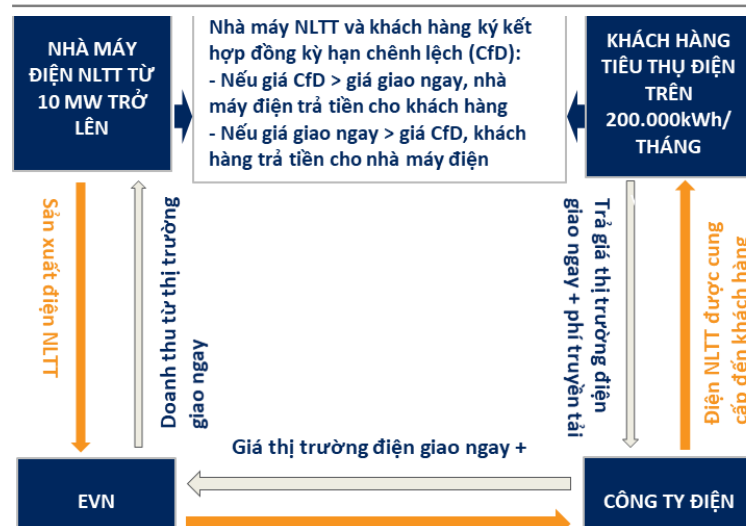 NHÀ MÁY
ĐIỆN NLTT TỪ
10 MW TRỞ
LÊN
Nhà máy NLTT và khách hàng ký kết
hợp đồng kỳ hạn chênh lệch (CfD):
- Nếu giá CfD > giá giao ngay, nhà
máy điện trả tiền cho khách hàng
- Nếu giá giao ngay > giá CfD, khách
hàng trả tiền cho nhà máy điện
KHÁCH HÀNG
TIÊU THỤ ĐIỆN
TRÊN
200.000kWh/
THÁNG
Sản xuất điện NLTT
Doanh thu từ thị trường
giao ngay
Trả giá thị trường điện
giao ngay + phí truyền tải
Điện NLTT được cung
cấp đến khách hàng
Giá thị trường điện giao ngay +
EVN
CÔNG TY ĐIỆN